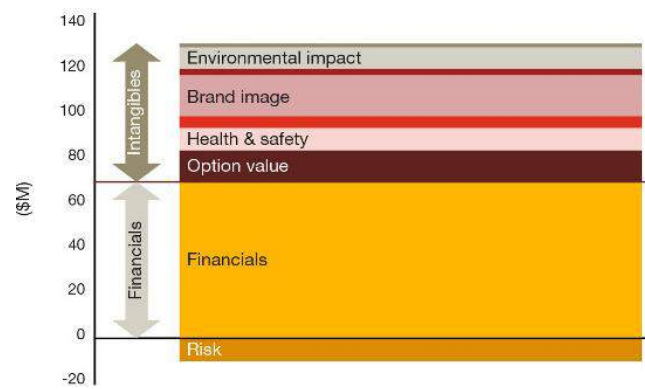 140
120
100
80
60
40
20
0
-20
($M)
Intangibles
Financials
Environmental impact
Brand image
Health & safety
Option value
Financials
Risk